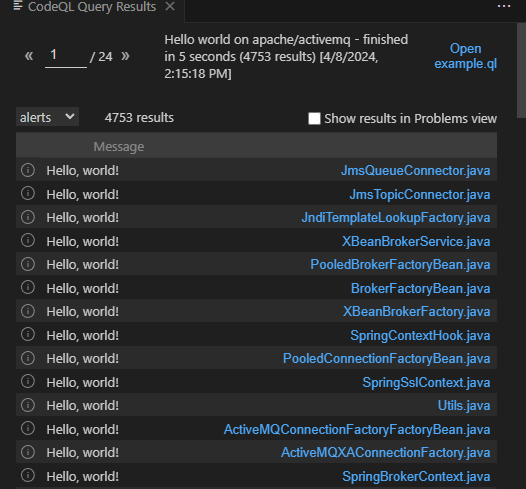 CodeQL Query Results
« 1 / 24 »
Hello world on apache/activemq - finished
in 5 seconds (4753 results) [4/8/2024,
2:15:18 PM]
Open
example.ql
alerts
4753 results
Show results in Problems view
Message
Hello, world! JmsQueueConnector.java
Hello, world! JmsTopicConnector.java
Hello, world! JndiTemplateLookupFactory.java
Hello, world! XBeanBrokerService.java
Hello, world! PooledBrokerFactoryBean.java
Hello, world! BrokerFactoryBean.java
Hello, world! XBeanBrokerFactory.java
Hello, world! SpringContextHook.java
Hello, world! PooledConnectionFactoryBean.java
Hello, world! SpringSslContext.java
Hello, world! Utils.java
Hello, world! ActiveMQConnectionFactoryFactoryBean.java
Hello, world! ActiveMQXAConnectionFactory.java
Hello, world! SpringBrokerContext.java